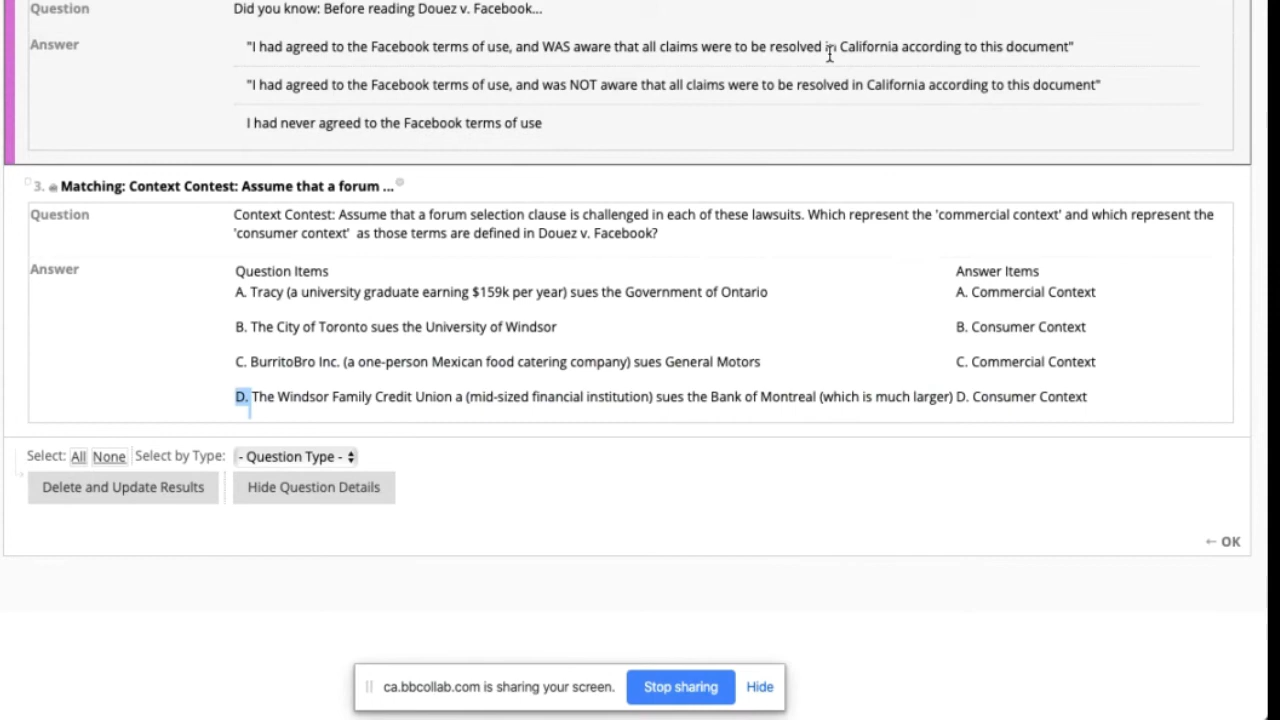 Question Did you know: Before reading Douez v. Facebook...
Answer "I had agreed to the Facebook terms of use, and WAS aware that all claims were to be resolved in California according to this document"
"I had agreed to the Facebook terms of use, and was NOT aware that all claims were to be resolved in California according to this document"
I had never agreed to the Facebook terms of use
3. Matching: Context Contest: Assume that a forum ...
Question Context Contest: Assume that a forum selection clause is challenged in each of these lawsuits. Which represent the 'commercial context' and which represent the
'consumer context' as those terms are defined in Douez v. Facebook?
Answer Question Items Answer Items
A. Tracy (a university graduate earning $159k per year) sues the Government of Ontario A. Commercial Context
B. The City of Toronto sues the University of Windsor B. Consumer Context
C. BurritoBro Inc. (a one-person Mexican food catering company) sues General Motors C. Commercial Context
D. The Windsor Family Credit Union a (mid-sized financial institution) sues the Bank of Montreal (which is much larger) D. Consumer Context
Select: All None Select by Type: - Question Type -
Delete and Update Results Hide Question Details
← OK
ca.bbcollab.com is sharing your screen. Stop sharing Hide